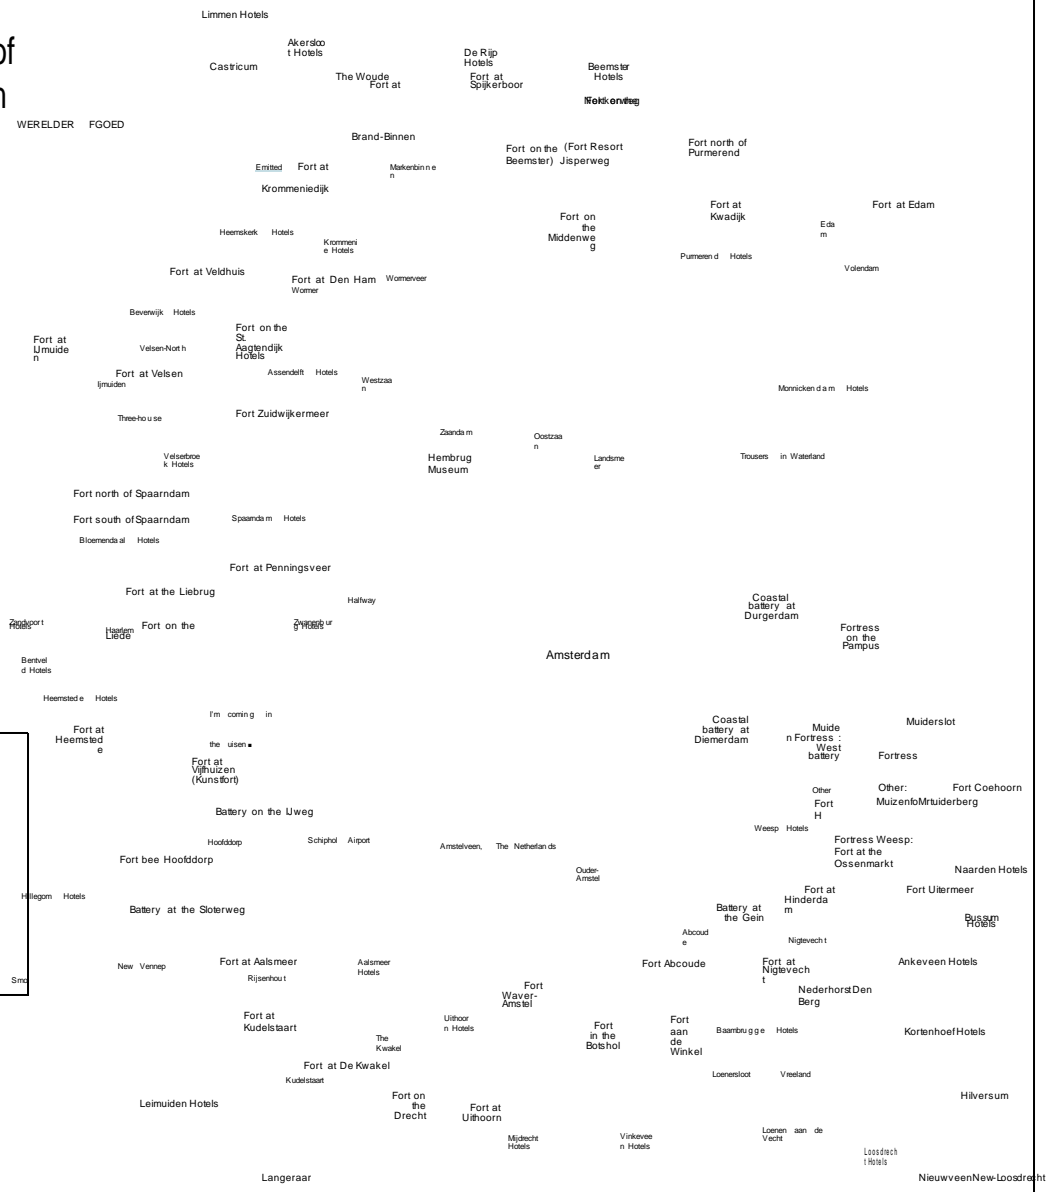 Limmen Hotels
of
Akersloo
t Hotels
De Rijp
Hotels
Castricum
The Woude
Fort at
Fort at
Spijkerboor
Beemster
Hotels
n
WERELDER FGOED
Brand-Binnen
Fort on the (Fort Resort
Beemster) Jisperweg
Fort north of
Purmerend
Emitted Fort at
Krommeniedijk
Markenbinne
n
Fort on
the
Middenwe
g
Fort at
Kwadijk
Fort at Edam
Eda
m
Heemskerk Hotels
Krommeni
e Hotels
Purmerend Hotels
Volendam
Fort at Veldhuis
Fort at Den Ham Wormerveer
Wormer
Beverwijk Hotels
Fort at
IJmuide
n
Velsen-North
Fort on the
St.
Aagtendijk
Hotels
Fort at Velsen
Ijmuiden
Assendelft Hotels
Westzaa
n
Monnickendam Hotels
Three-house
Fort Zuidwijkermeer
Zaandam
Oostzaa
n
Velserbroe
k Hotels
Hembrug
Museum
Landsme
er
Trousers in Waterland
Fort north of Spaarndam
Fort south of Spaarndam
Spaarndam Hotels
Bloemendaal Hotels
Fort at Penningsveer
Fort at the Liebrug
Halfway
Coastal
battery at
Durgerdam
Zandvoort
Hotels
Haarlem
Fort on the
Liede
Zwanenbur
g Hotels
Fortress
on the
Pampus
Bentvel
d Hotels
Amsterdam
Heemstede Hotels
I'm coming in
the uisen
Fort at
Heemsted
e
Fort at
Vijfhuizen
(Kunstfort)
Coastal
battery at
Diemerdam
Muide
n Fortress :
West
battery
Muiderslot
Fortress
Battery on the IJweg
Other
Fort
H
Other: Fort Coehoorn
MuizenfoMrtuiderberg
Hoofddorp
Schiphol Airport
Amstelveen, The Netherlands
Weesp Hotels
Fortress Weesp:
Fort at the
Ossenmarkt
Fort bee Hoofddorp
Ouder-
Amstel
Naarden Hotels
Hillegom Hotels
Battery at the Sloterweg
Fort at
Hinderda
m
Fort Uitermeer
Battery at
the Gein
Bussum
Hotels
Abcoud
e
Nigtevecht
New Vennep
Fort at Aalsmeer
Rijsenhout
Aalsmeer
Hotels
Fort Abcoude
Fort at
Nigtevech
t
Ankeveen Hotels
Smd
Fort
Waver-
Amstel
Nederhorst Den
Berg
Fort at
Kudelstaart
Uithoor
n Hotels
The
Kwakel
Fort
in the
Botshol
Fort
aan
de
Winkel
Baambrugge Hotels
Kortenhoef Hotels
Fort at De Kwakel
Kudelstaart
Loenersloot Vreeland
Leimuiden Hotels
Fort on
the
Drecht
Fort at
Uithoorn
Hilversum
Mijdrecht
Hotels
Vinkevee
n Hotels
Loenen aan de
Vecht
Loosdrech
t Hotels
Langeraar
NieuwveenNew-Loosdrecht